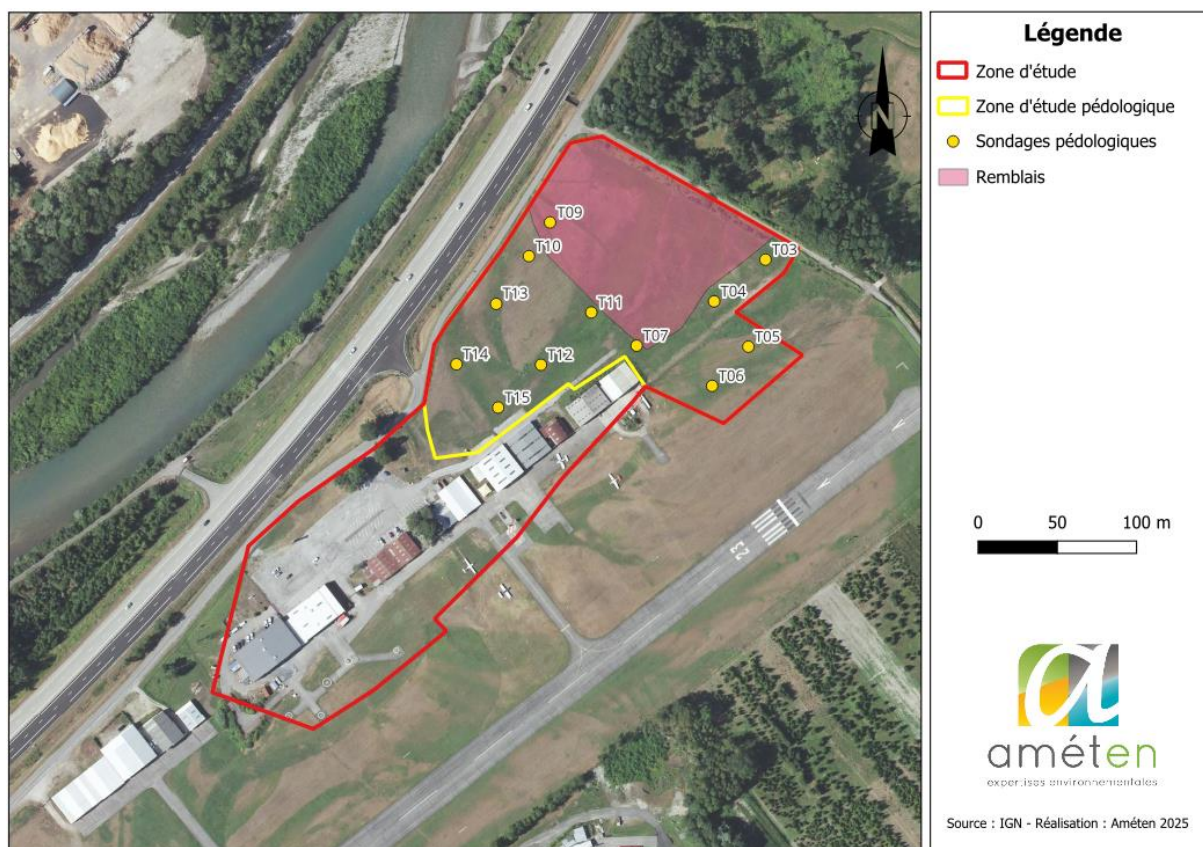 Légende
Zone d'étude
Zone d'étude pédologique
Sondages pédologiques
Remblais
N
T09
T03
T10
T13
T04
T11
T07
T05
T14
T12
T06
T15
23
0 50 100 m
a
améten
expertises environnementales
Source : IGN - Réalisation : Améten 2025